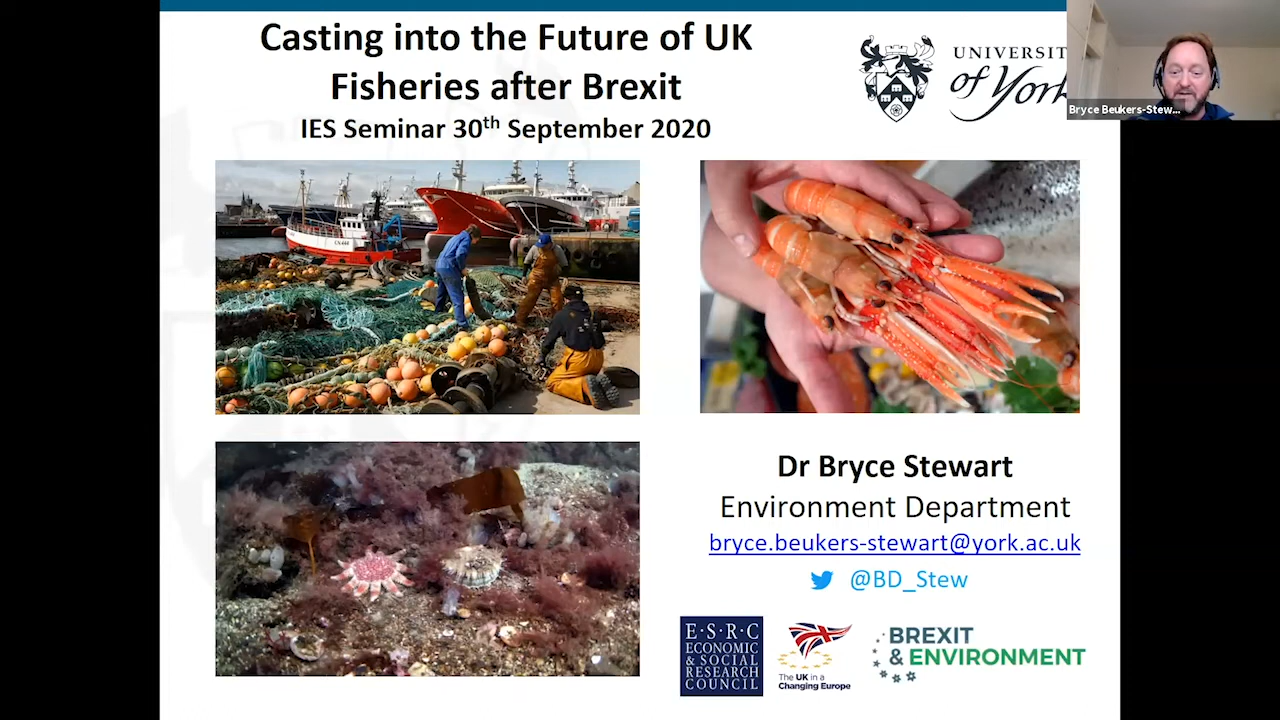 Casting into the Future of UK
Fisheries after Brexit
IES Seminar 30th September 2020
UNIVERSIT
of York
Bryce Beukers-Stew...
Dr Bryce Stewart
Environment Department
bryce.beukers-stewart@york.ac.uk
@BD_Stew
E·S·R·C
ECONOMIC
& SOCIAL
RESEARCH
COUNCIL
The UK in a
Changing Europe
BREXIT
& ENVIRONMENT